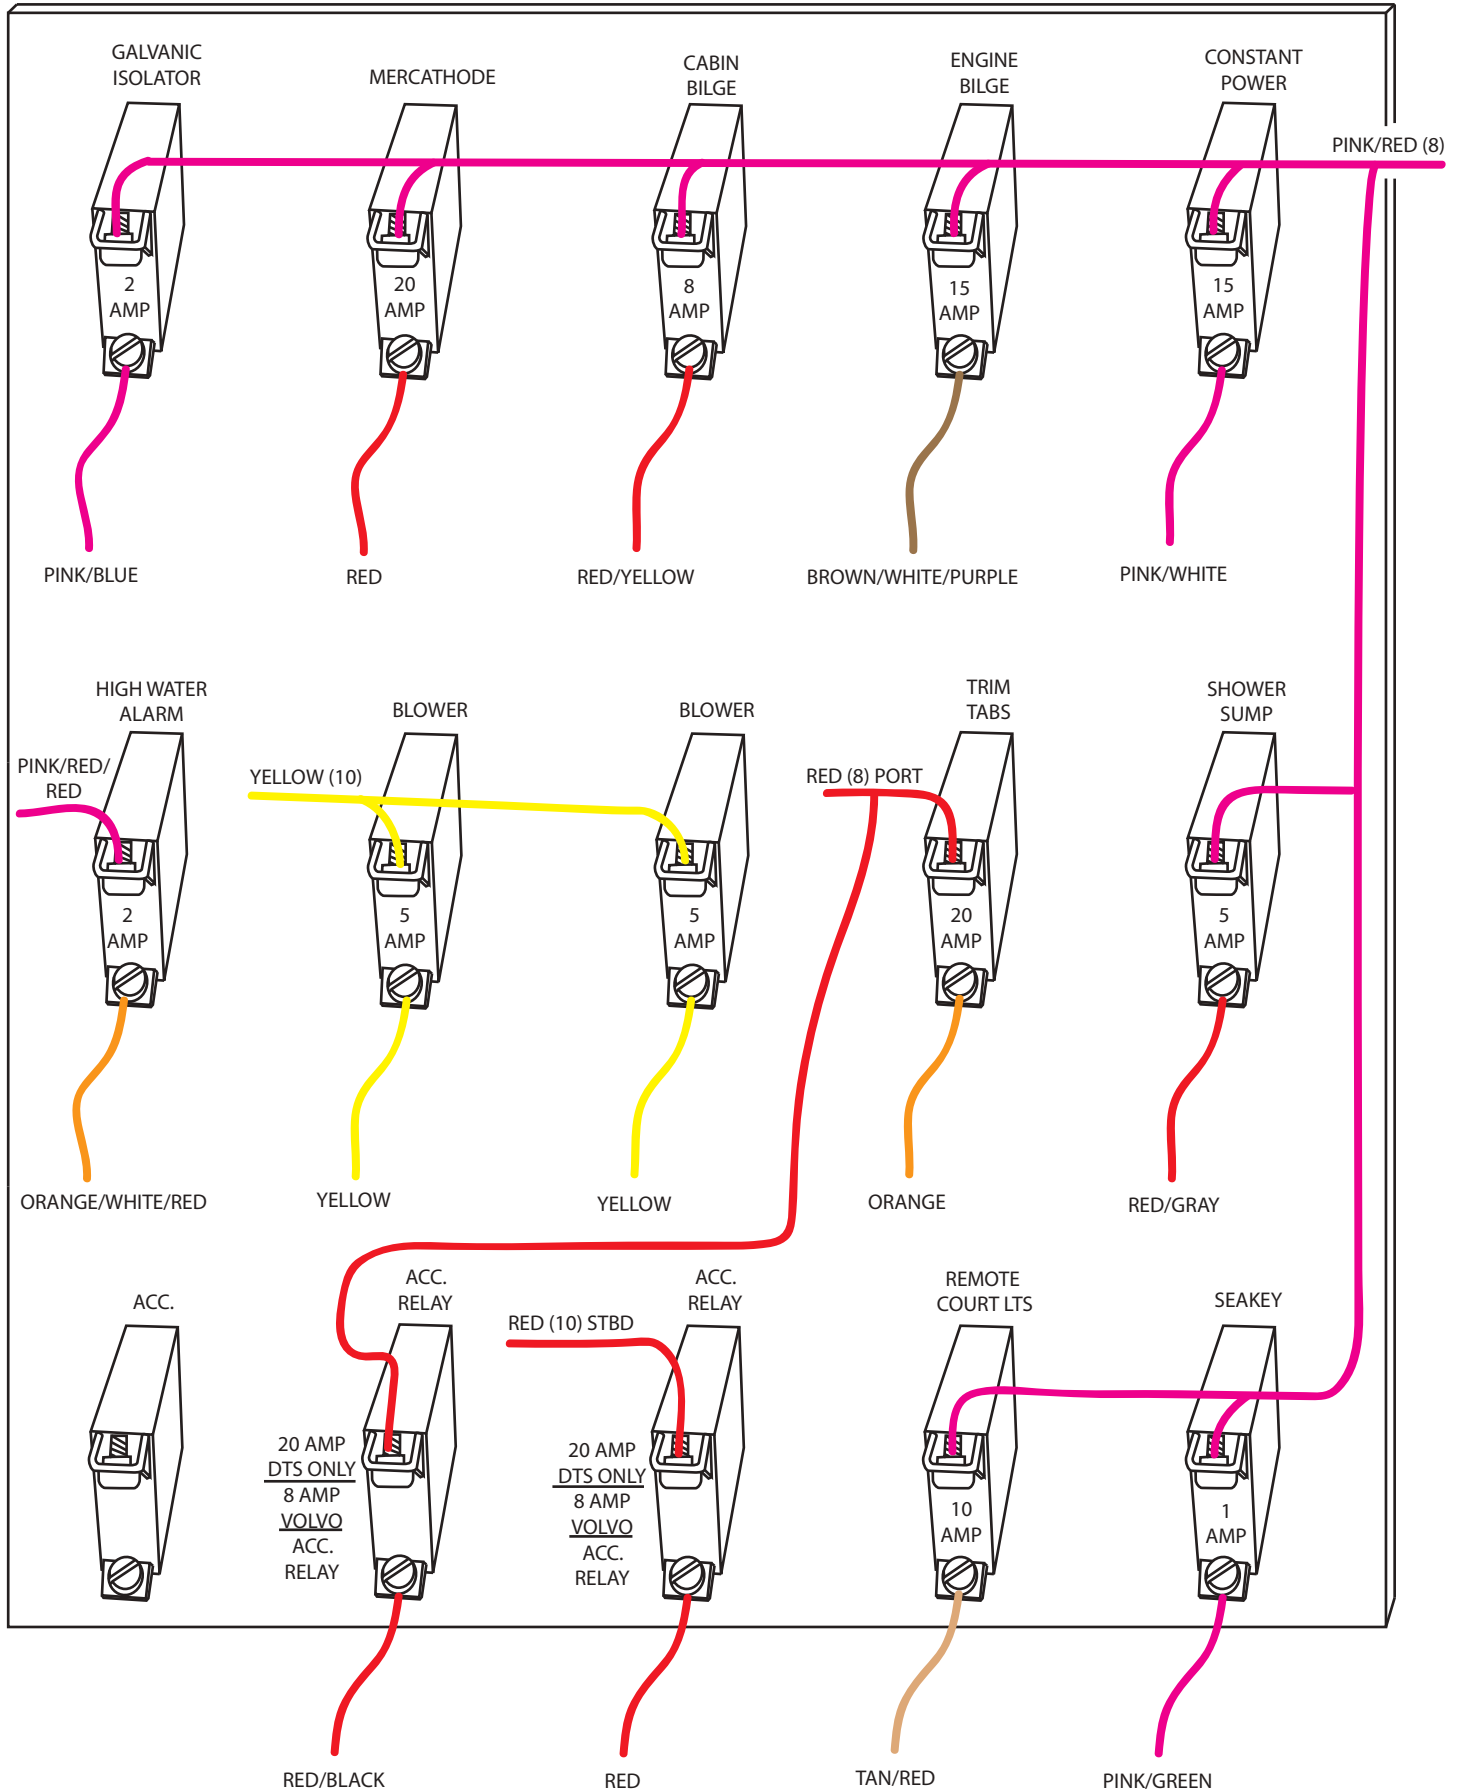 GALVANIC
ISOLATOR
MERCATHODE
CABIN
BILGE
ENGINE
BILGE
CONSTANT
POWER
PINK/RED (8)
2
AMP
20
AMP
8
AMP
15
AMP
15
AMP
PINK/BLUE
RED
RED/YELLOW
BROWN/WHITE/PURPLE
PINK/WHITE
HIGH WATER
ALARM
BLOWER
BLOWER
TRIM
TABS
SHOWER
SUMP
PINK/RED/
RED
YELLOW (10)
RED (8) PORT
2
AMP
5
AMP
5
AMP
20
AMP
5
AMP
ORANGE/WHITE/RED
YELLOW
YELLOW
ORANGE
RED/GRAY
ACC.
ACC.
RELAY
ACC.
RELAY
REMOTE
COURT LTS
SEAKEY
RED (10) STBD
20 AMP
DTS ONLY
8 AMP
VOLVO
ACC.
RELAY
20 AMP
DTS ONLY
8 AMP
VOLVO
ACC.
RELAY
10
AMP
1
AMP
RED/BLACK
RED
TAN/RED
PINK/GREEN